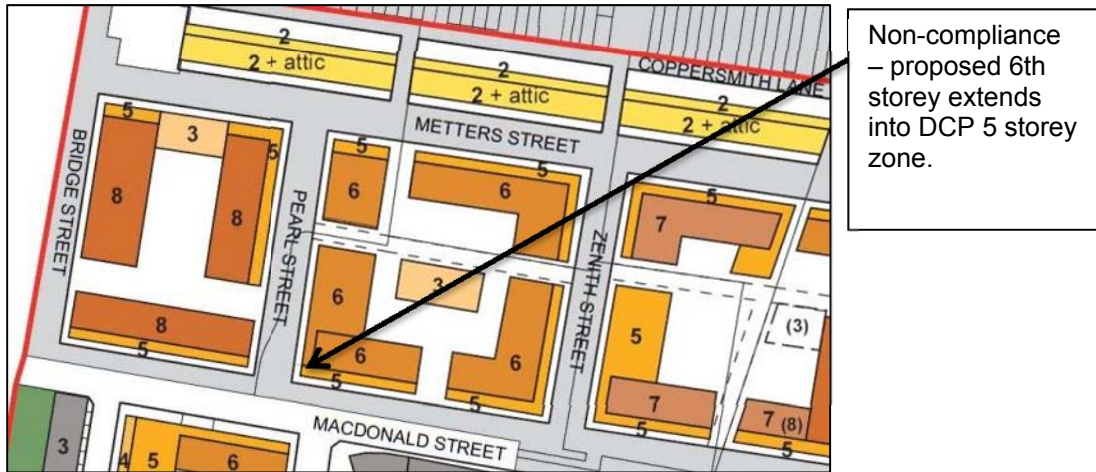 Non-compliance
– proposed 6th
storey extends
into DCP 5 storey
zone.
COPPERSMITH LANE
2
2 + attic
2
2 + attic
2
2 + attic
METTERS STREET
BRIDGE STREET
PEARL STREET
ZENITH STREET
MACDONALD STREET
5
3
5
8
8
8
5
5
6
5
6
5
6
3
6
5
6
5
5
7
5
7
5
(3)
7 (8)
5
3
4
5
6